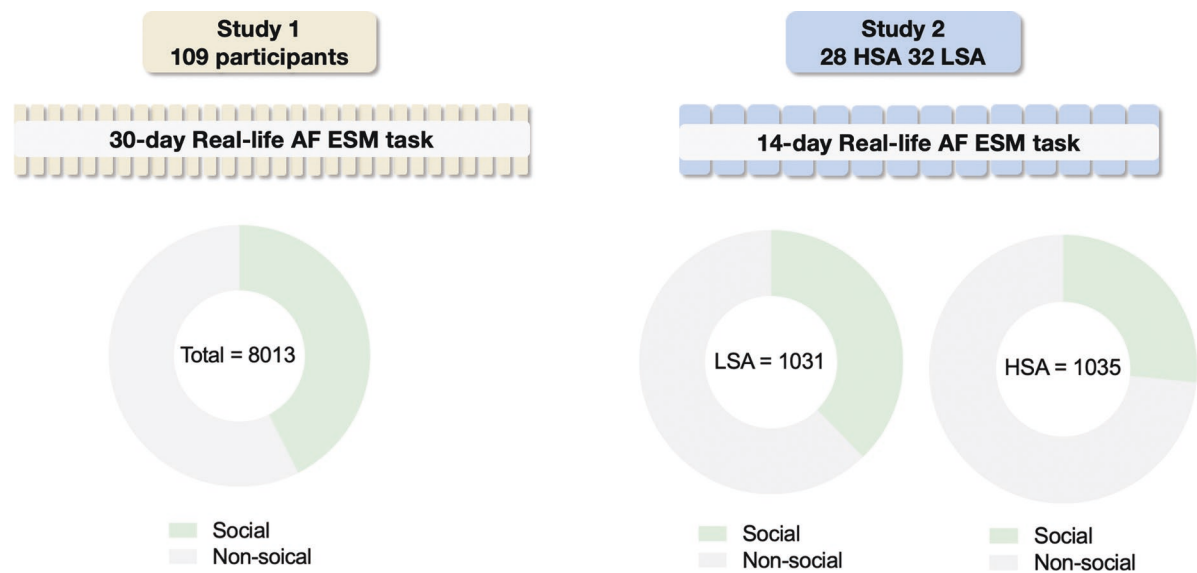 Study 1
109 participants
30-day Real-life AF ESM task
Total = 8013
Social
Non-soical
Study 2
28 HSA 32 LSA
14-day Real-life AF ESM task
LSA = 1031
Social
Non-social
HSA = 1035
Social
Non-social